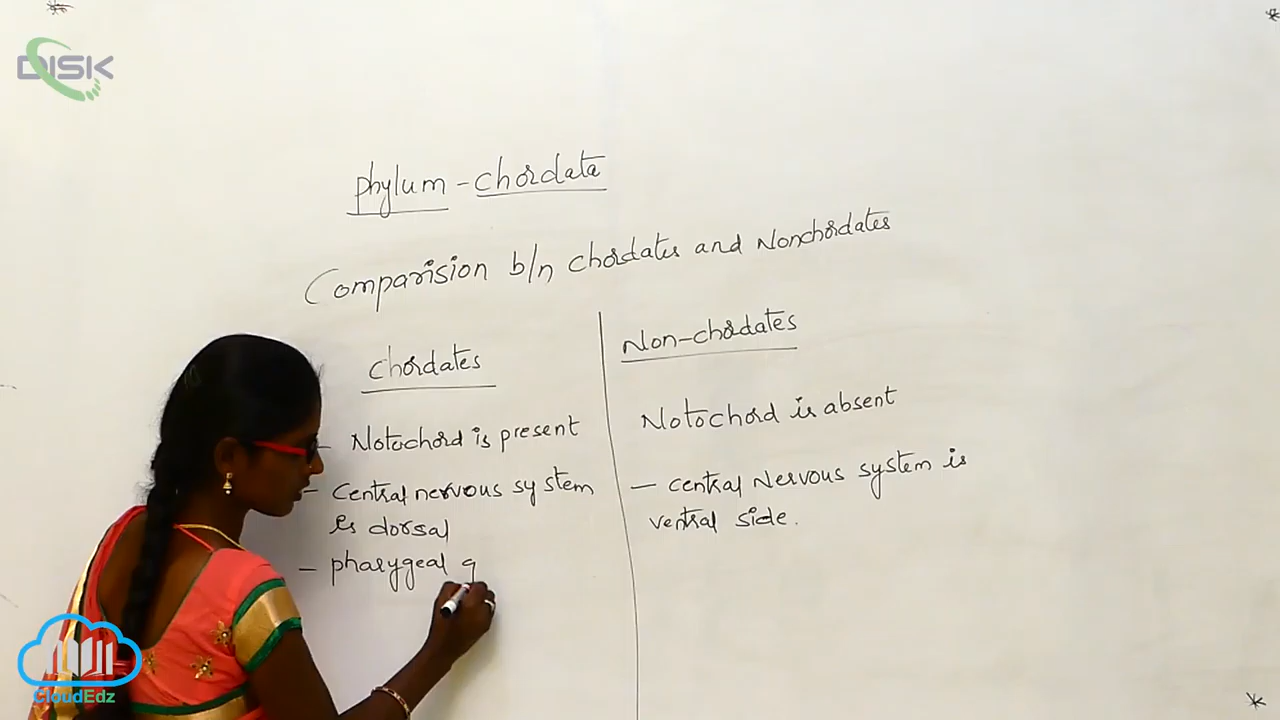 DISK
phylum - chordata
Comparision b/n chordates and Nonchordates
chordates
Non-chordates
- Notochord is present
Notochord is absent
- Central nervous system
is dorsal
- central Nervous system is
ventral side.
- pharygeal g
CloudEdz